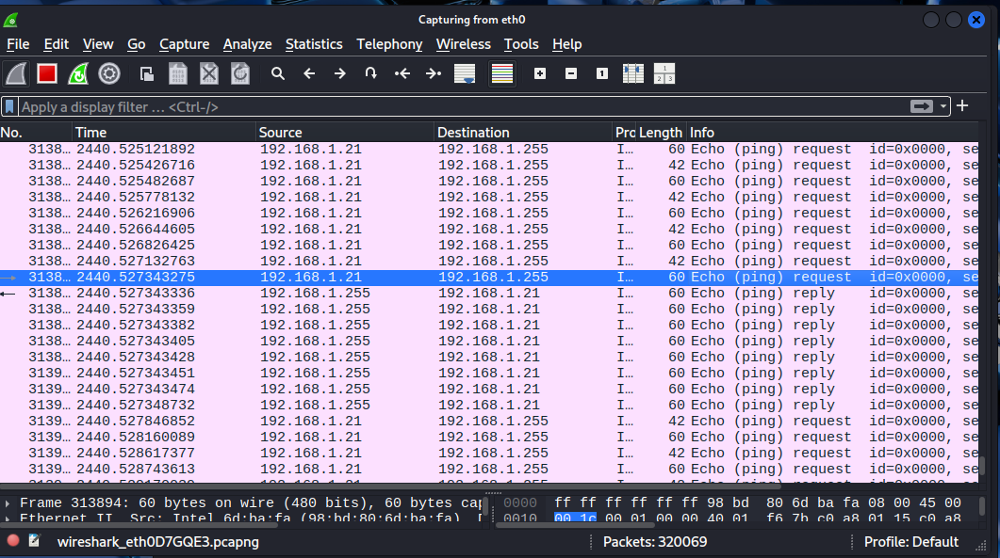 Capturing from eth0
File Edit View Go Capture Analyze Statistics Telephony Wireless Tools Help
Apply a display filter … <Ctrl-/>
No. Time Source Destination Prc Length Info
3138… 2440.525121892 192.168.1.21 192.168.1.255 I… 60 Echo (ping) request id=0x0000, se
3138… 2440.525426716 192.168.1.21 192.168.1.255 I… 42 Echo (ping) request id=0x0000, se
3138… 2440.525482687 192.168.1.21 192.168.1.255 I… 60 Echo (ping) request id=0x0000, se
3138… 2440.525778132 192.168.1.21 192.168.1.255 I… 42 Echo (ping) request id=0x0000, se
3138… 2440.526216906 192.168.1.21 192.168.1.255 I… 60 Echo (ping) request id=0x0000, se
3138… 2440.526644605 192.168.1.21 192.168.1.255 I… 42 Echo (ping) request id=0x0000, se
3138… 2440.526826425 192.168.1.21 192.168.1.255 I… 60 Echo (ping) request id=0x0000, se
3138… 2440.527132763 192.168.1.21 192.168.1.255 I… 42 Echo (ping) request id=0x0000, se
3138… 2440.527343275 192.168.1.21 192.168.1.255 I… 60 Echo (ping) request id=0x0000, se
3138… 2440.527343336 192.168.1.255 192.168.1.21 I… 60 Echo (ping) reply id=0x0000, se
3138… 2440.527343359 192.168.1.255 192.168.1.21 I… 60 Echo (ping) reply id=0x0000, se
3138… 2440.527343382 192.168.1.255 192.168.1.21 I… 60 Echo (ping) reply id=0x0000, se
3138… 2440.527343405 192.168.1.255 192.168.1.21 I… 60 Echo (ping) reply id=0x0000, se
3138… 2440.527343428 192.168.1.255 192.168.1.21 I… 60 Echo (ping) reply id=0x0000, se
3139… 2440.527343451 192.168.1.255 192.168.1.21 I… 60 Echo (ping) reply id=0x0000, se
3139… 2440.527343474 192.168.1.255 192.168.1.21 I… 60 Echo (ping) reply id=0x0000, se
3139… 2440.527348732 192.168.1.255 192.168.1.21 I… 60 Echo (ping) reply id=0x0000, se
3139… 2440.527846852 192.168.1.21 192.168.1.255 I… 42 Echo (ping) request id=0x0000, se
3139… 2440.528160089 192.168.1.21 192.168.1.255 I… 60 Echo (ping) request id=0x0000, se
3139… 2440.528617377 192.168.1.21 192.168.1.255 I… 42 Echo (ping) request id=0x0000, se
3139… 2440.528743613 192.168.1.21 192.168.1.255 I… 60 Echo (ping) request id=0x0000, se
Frame 313894: 60 bytes on wire (480 bits), 60 bytes cap
Ethernet II, Src: Intel 6d:ba:fa (98:bd:80:6d:ba:fa),
0000 ff ff ff ff ff ff 98 bd 80 6d ba fa 08 00 45 00
0010 00 1c 00 01 00 00 40 01 f6 7b c0 a8 01 15 c0 a8
wireshark_eth0D7GQE3.pcapng Packets: 320069 Profile: Default